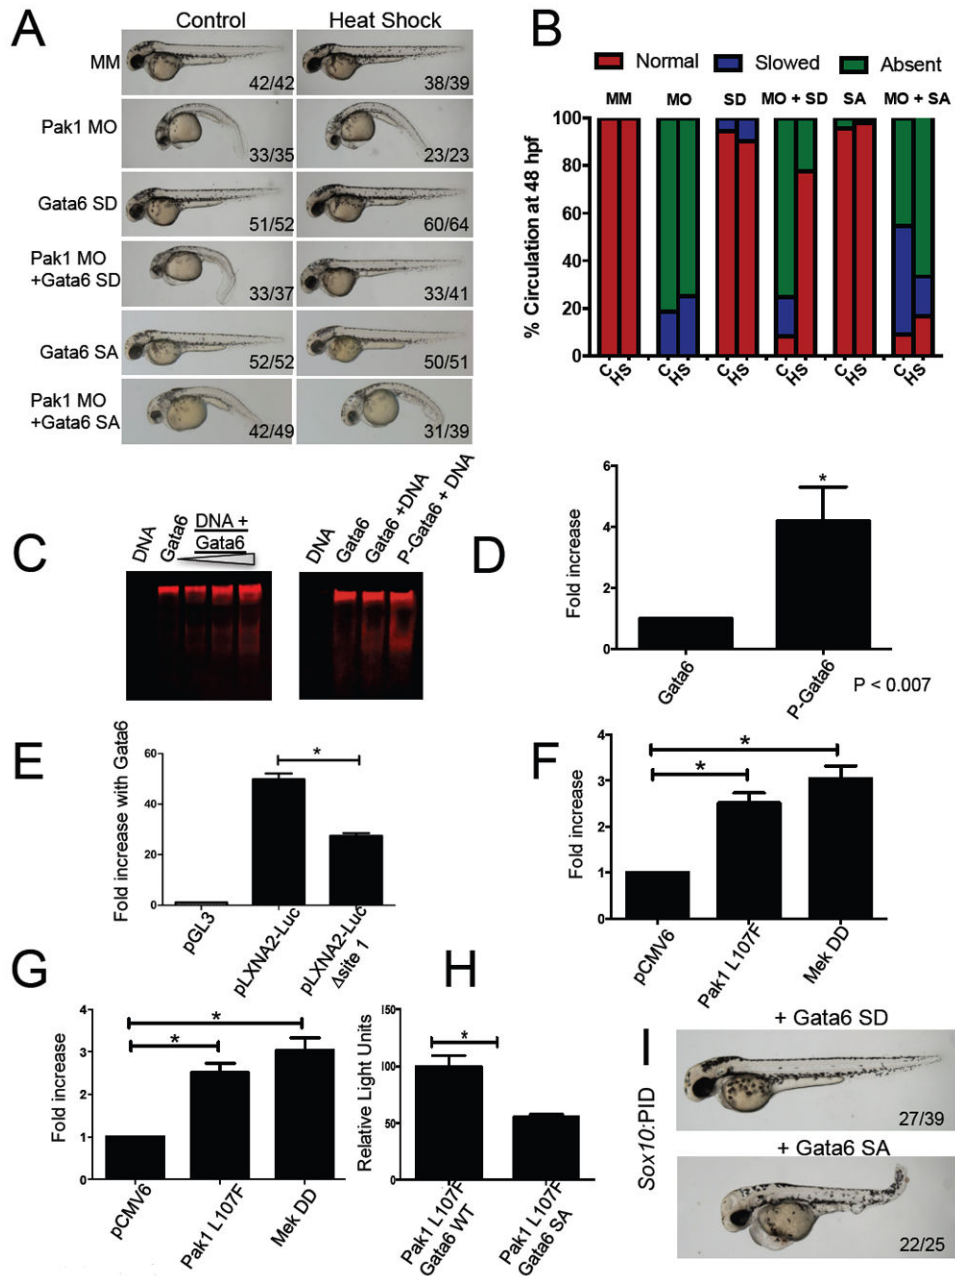 A
Control
Heat Shock
MM
42/42
38/39
Pak1 MO
33/35
23/23
Gata6 SD
51/52
60/64
Pak1 MO
+Gata6 SD
33/37
33/41
Gata6 SA
52/52
50/51
Pak1 MO
+Gata6 SA
42/49
31/39
B
Normal
Slowed
Absent
MM
MO
SD
MO + SD
SA
MO + SA
% Circulation at 48 hpf
100
80
60
40
20
0
C
HS
C
HS
C
HS
C
HS
C
HS
C
HS
C
DNA
Gata6
DNA +
Gata6
DNA
Gata6
Gata6 +DNA
P-Gata6 + DNA
D
Fold increase
6
4
2
0
*
Gata6
P-Gata6
P < 0.007
E
Fold increase with Gata6
60
40
20
0
*
pGL3
pLXNA2-Luc
pLXNA2-Luc
Δsite 1
F
Fold increase
4
3
2
1
0
*
*
pCMV6
Pak1 L107F
Mek DD
G
Fold increase
4
3
2
1
0
*
*
pCMV6
Pak1 L107F
Mek DD
H
Relative Light Units
150
100
50
0
*
Pak1 L107F
Gata6 WT
Pak1 L107F
Gata6 SA
I
Sox10:PID
+ Gata6 SD
27/39
+ Gata6 SA
22/25